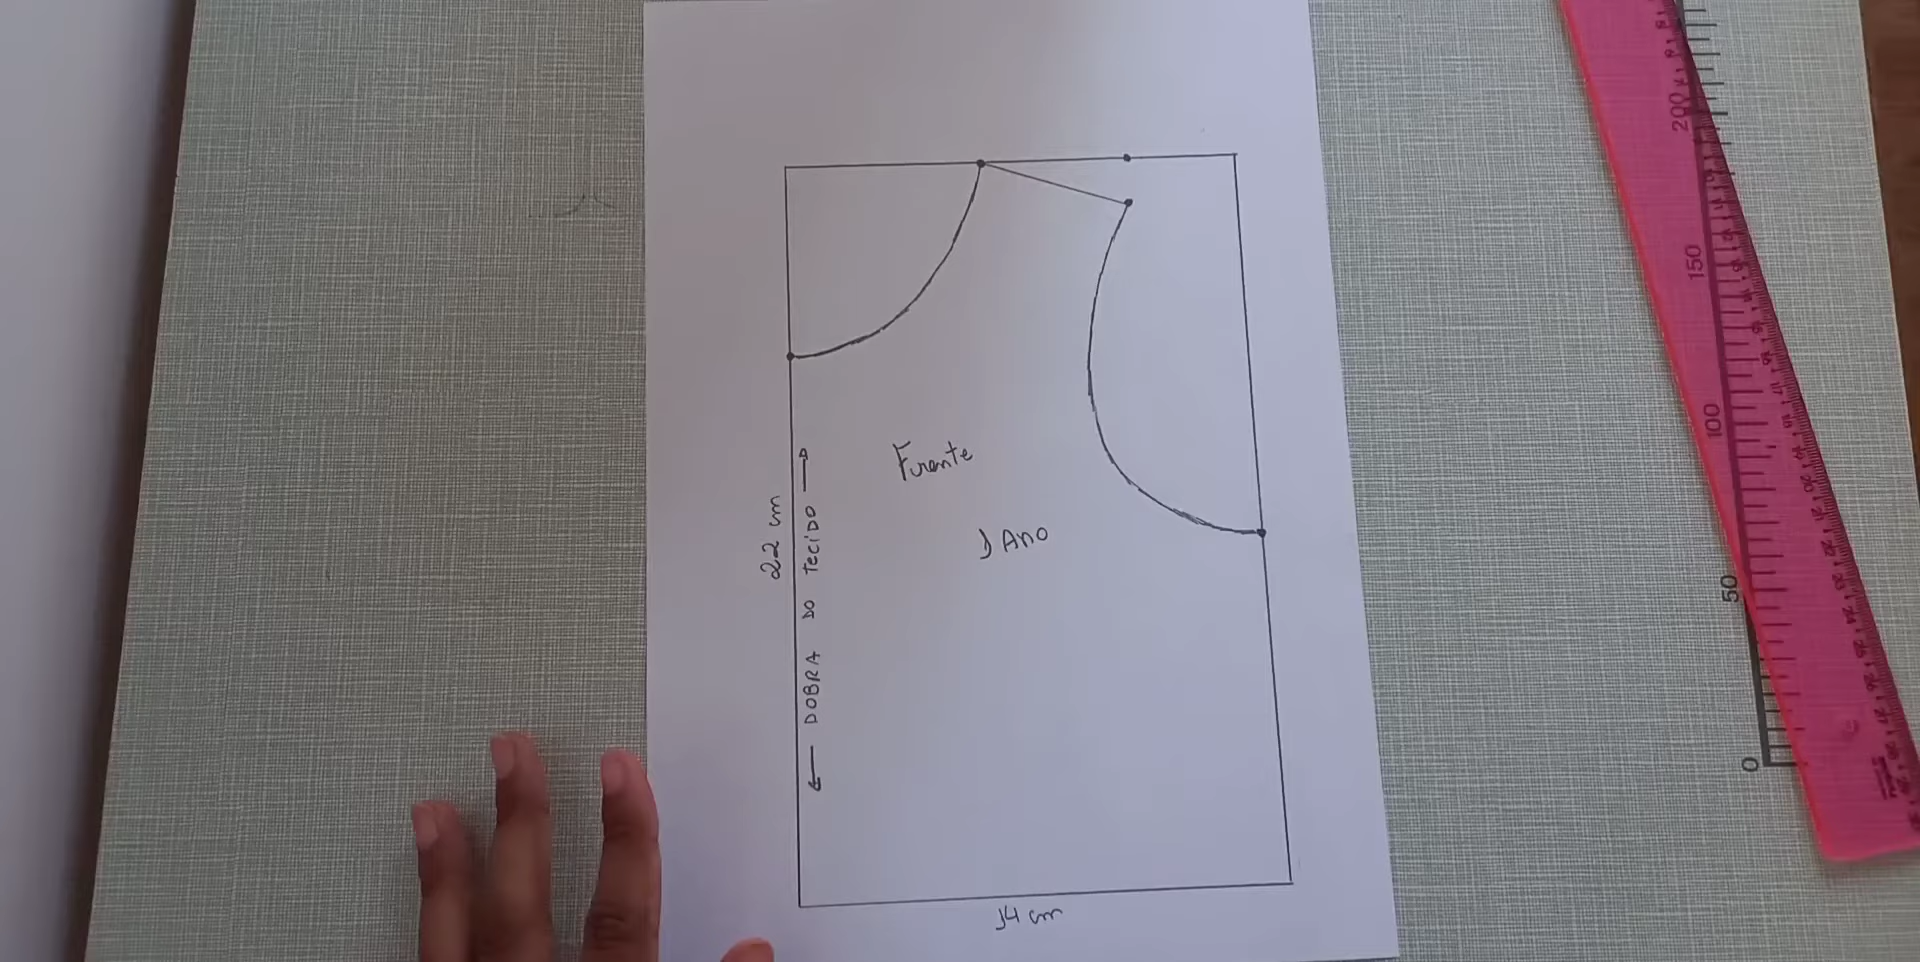 Frente
1 Ano
22 cm
DOBRA DO TECIDO
14 cm
200
150
100
50
0